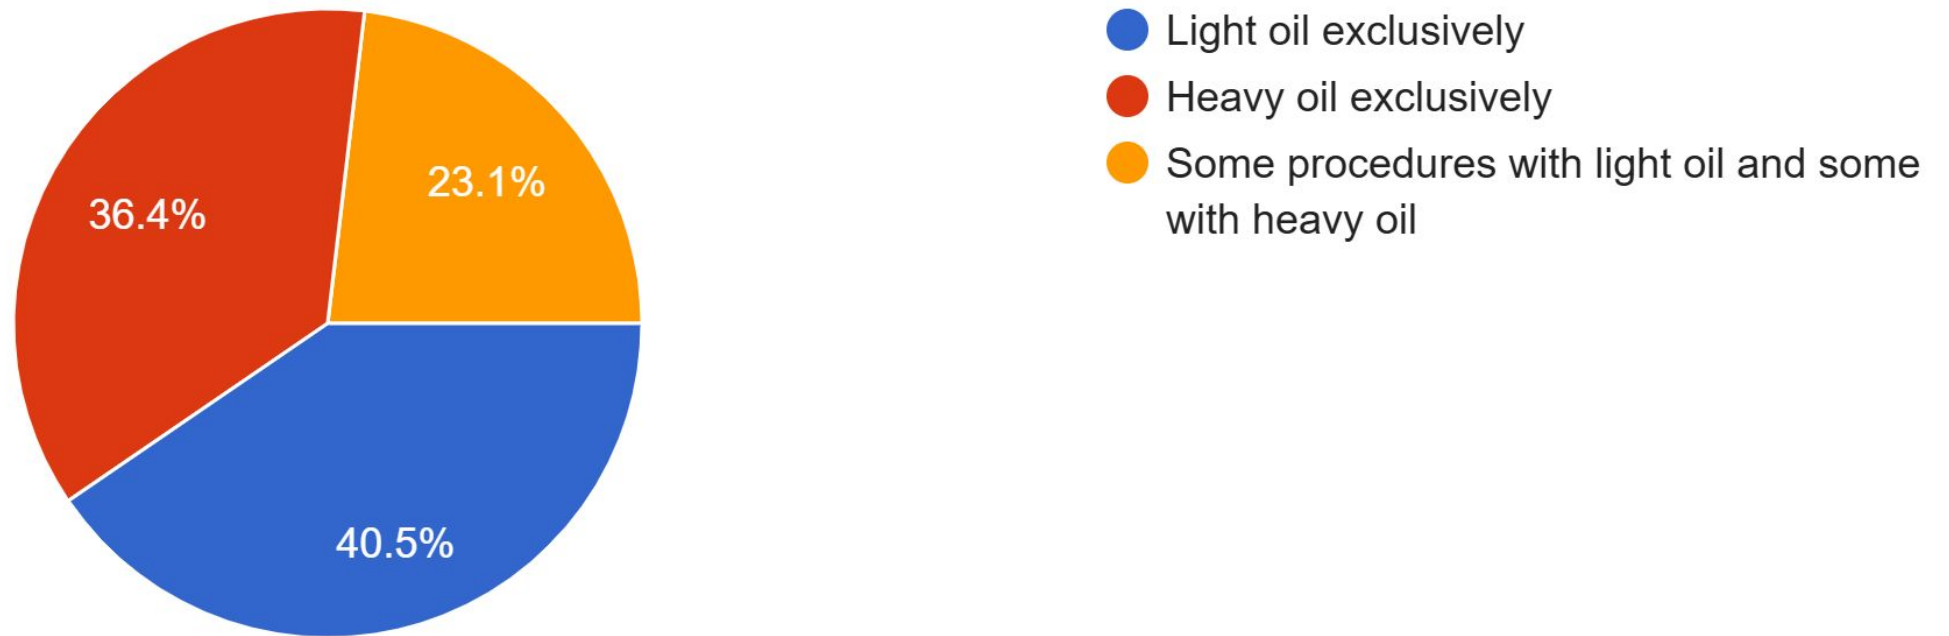 36.4%
23.1%
40.5%
Light oil exclusively
Heavy oil exclusively
Some procedures with light oil and some
with heavy oil